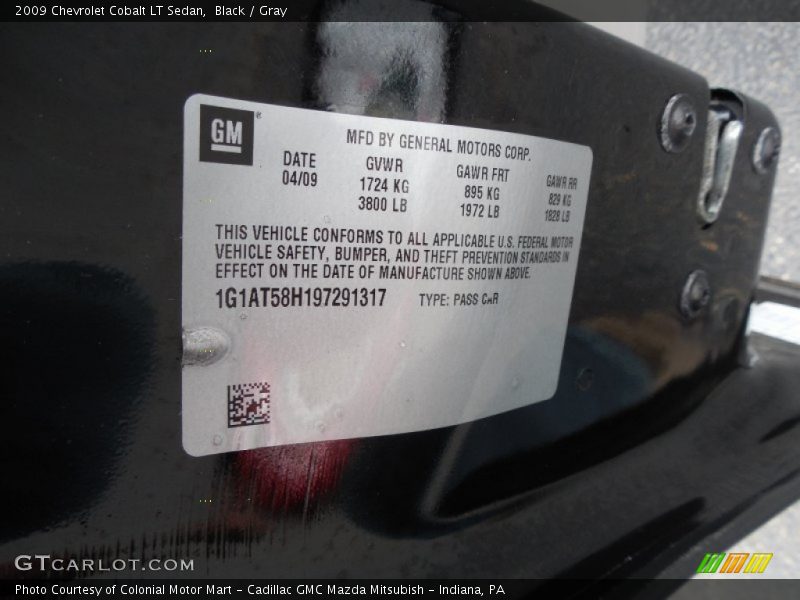 2009 Chevrolet Cobalt LT Sedan, Black / Gray
GM
MFD BY GENERAL MOTORS CORP.
DATE GVWR GAWR FRT GAWR RR
04/09 1724 KG 895 KG 829 KG
3800 LB 1972 LB 1828 LB
THIS VEHICLE CONFORMS TO ALL APPLICABLE U.S. FEDERAL MOTOR
VEHICLE SAFETY, BUMPER, AND THEFT PREVENTION STANDARDS IN
EFFECT ON THE DATE OF MANUFACTURE SHOWN ABOVE.
1G1AT58H197291317 TYPE: PASS CAR
GTCARLOT.COM
Photo Courtesy of Colonial Motor Mart - Cadillac GMC Mazda Mitsubish - Indiana, PA